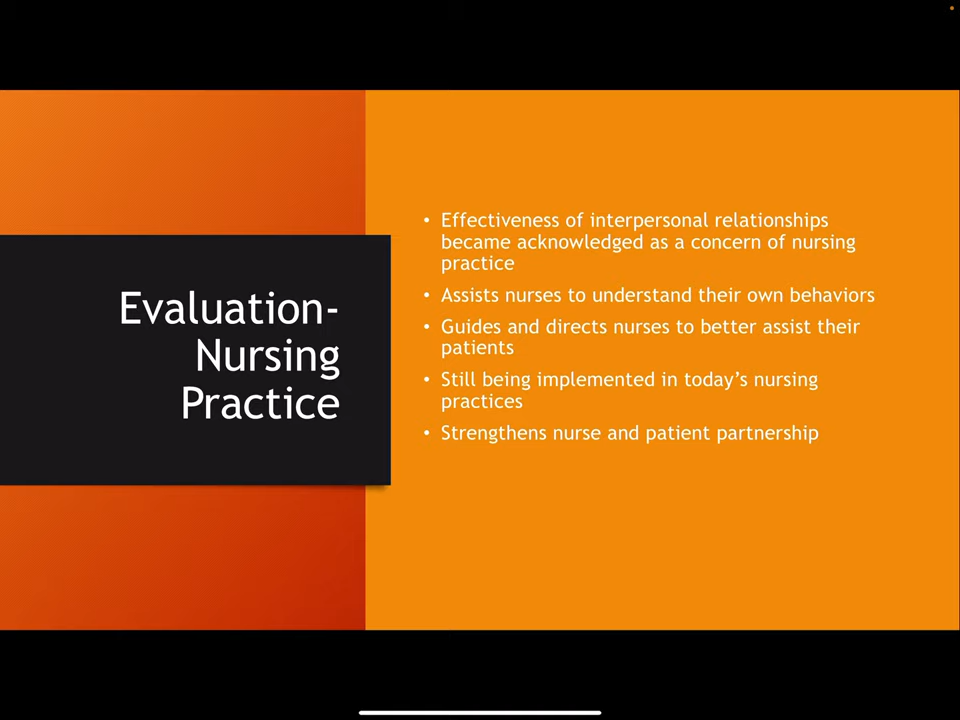 Evaluation-
Nursing
Practice
• Effectiveness of interpersonal relationships
became acknowledged as a concern of nursing
practice
• Assists nurses to understand their own behaviors
• Guides and directs nurses to better assist their
patients
• Still being implemented in today’s nursing
practices
• Strengthens nurse and patient partnership